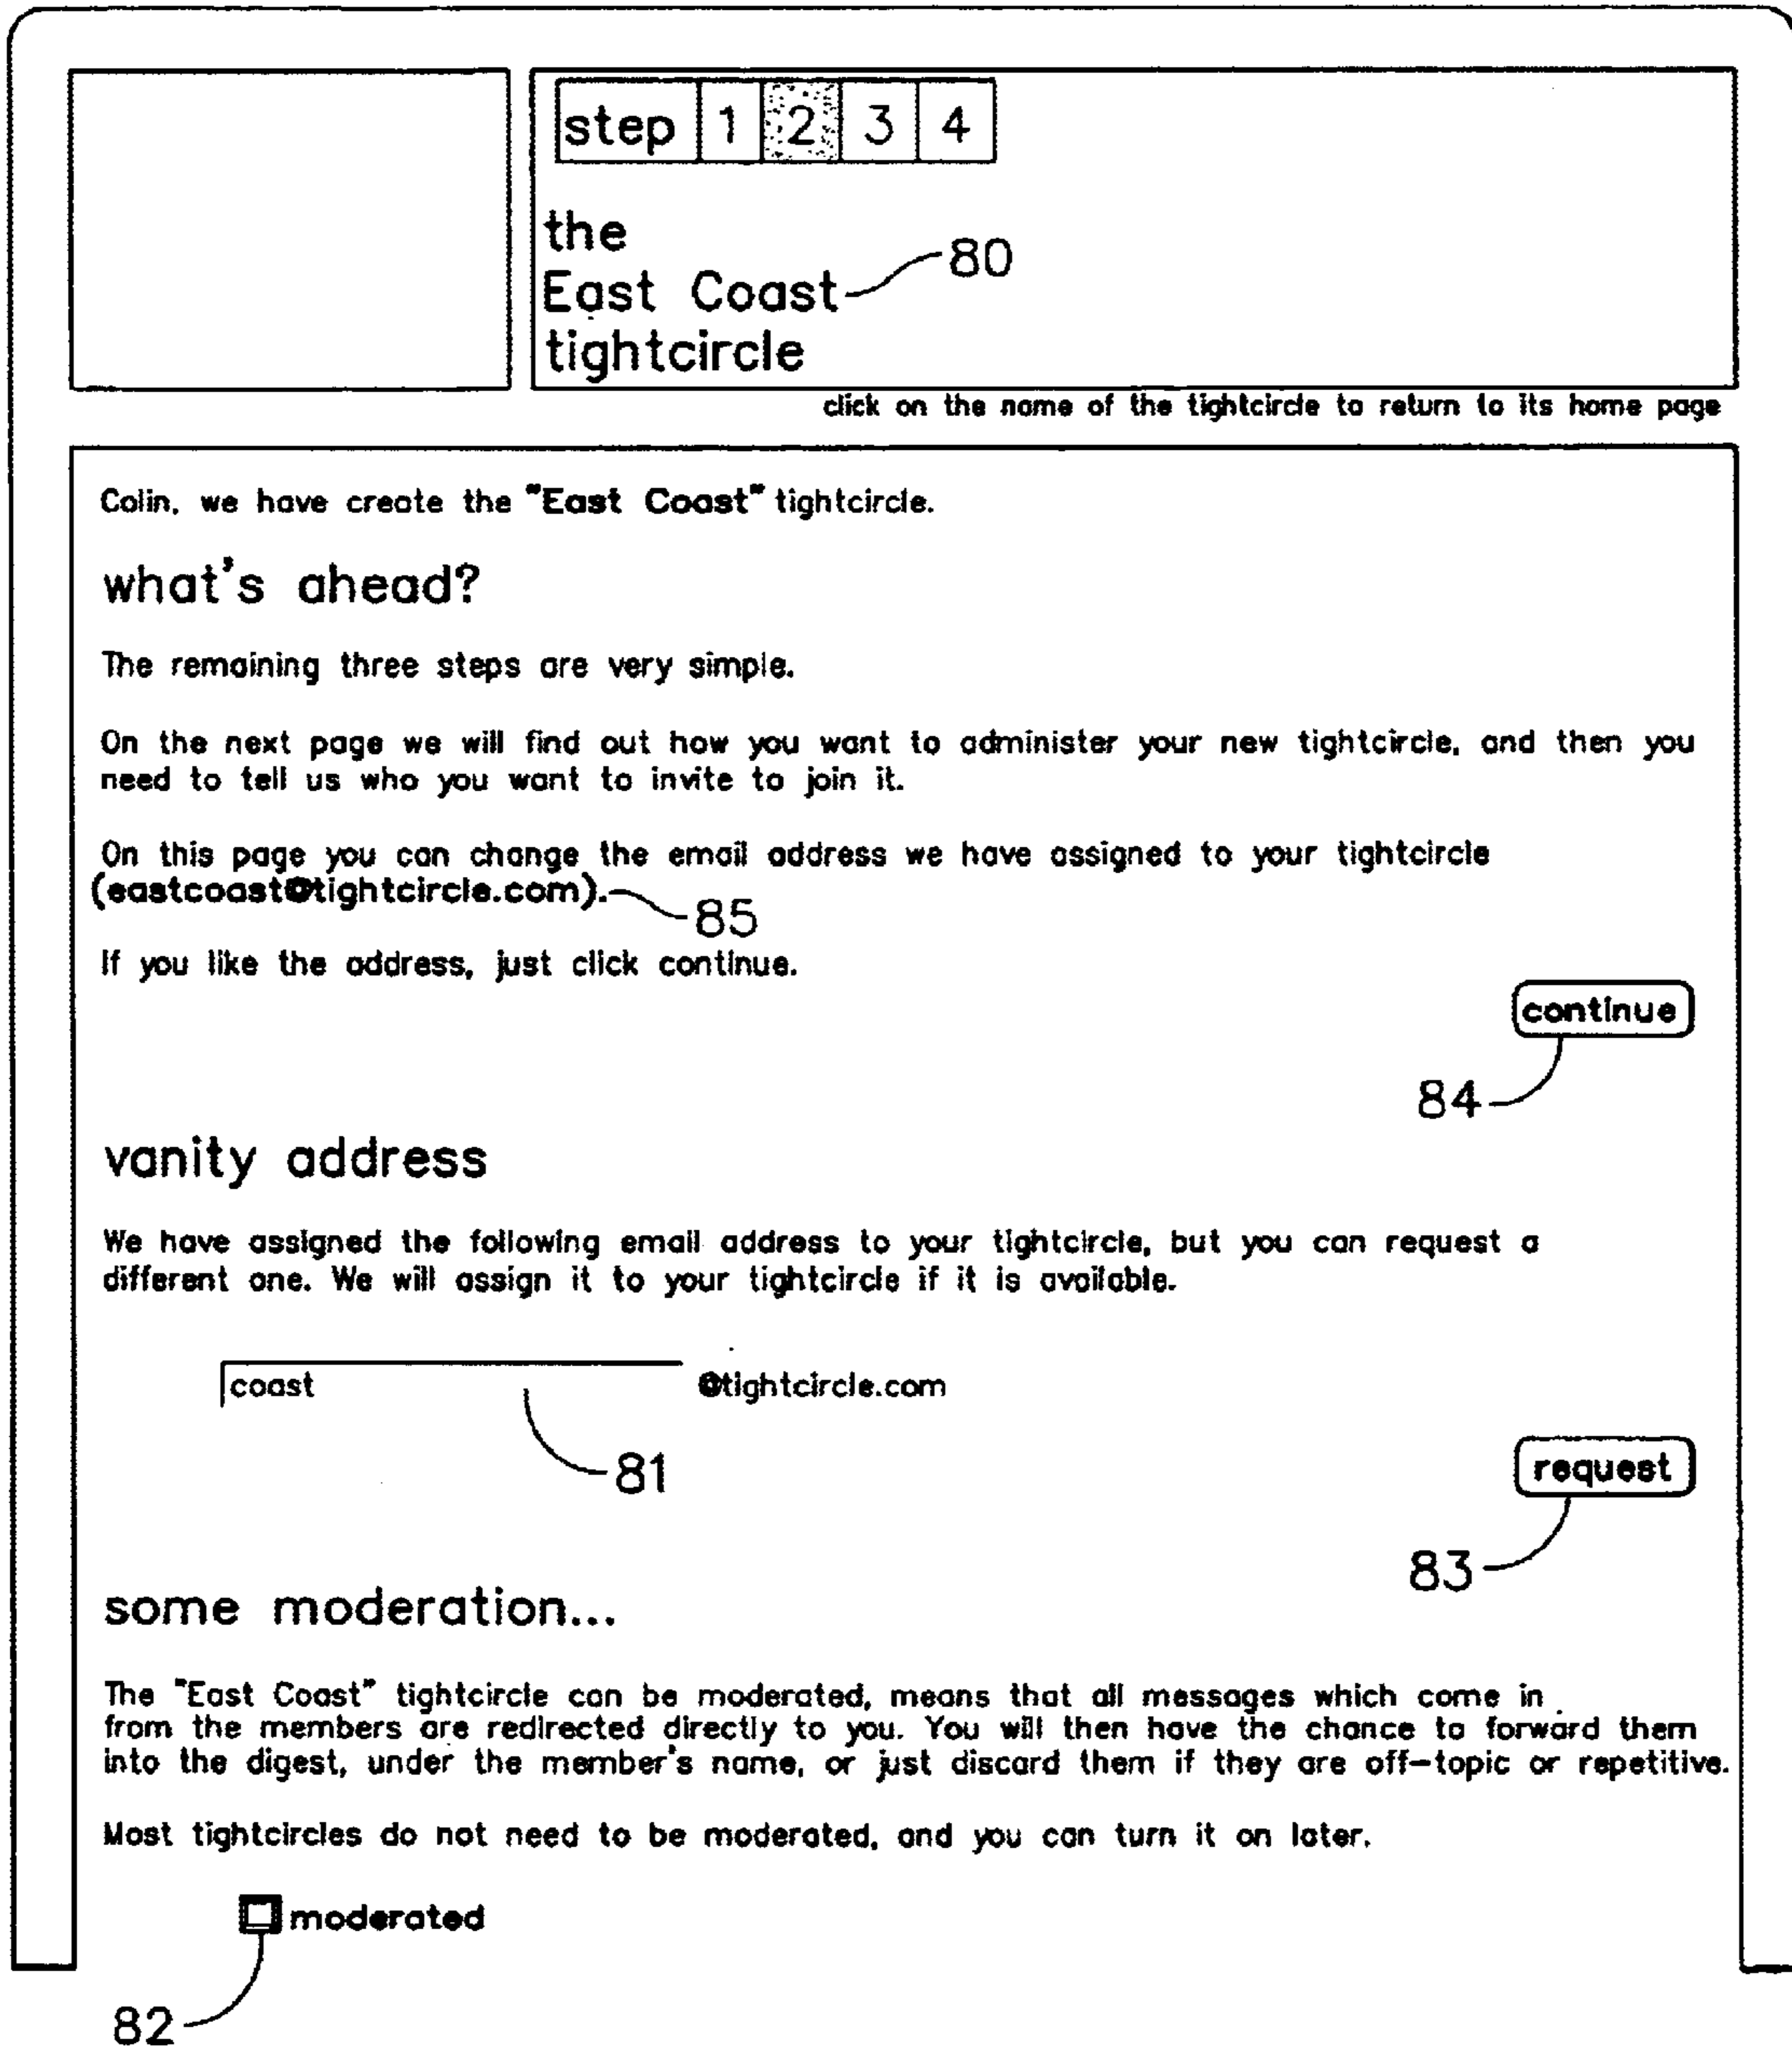 step 1 2 3 4
the
East Coast
80
tightcircle
click on the name of the tightcircle to return to its home page
Colin, we have create the "East Coast" tightcircle.
what's ahead?
The remaining three steps are very simple.
On the next page we will find out how you want to administer your new tightcircle, and then you
need to tell us who you want to invite to join it.
On this page you can change the email address we have assigned to your tightcircle
(eastcoast@tightcircle.com).
85
If you like the address, just click continue.
continue
84
vanity address
We have assigned the following email address to your tightcircle, but you can request a
different one. We will assign it to your tightcircle if it is available.
coast @tightcircle.com
81
request
83
some moderation...
The "East Coast" tightcircle can be moderated, means that all messages which come in
from the members are redirected directly to you. You will then have the chance to forward them
into the digest, under the member's name, or just discard them if they are off-topic or repetitive.
Most tightcircles do not need to be moderated, and you can turn it on later.
moderated
82